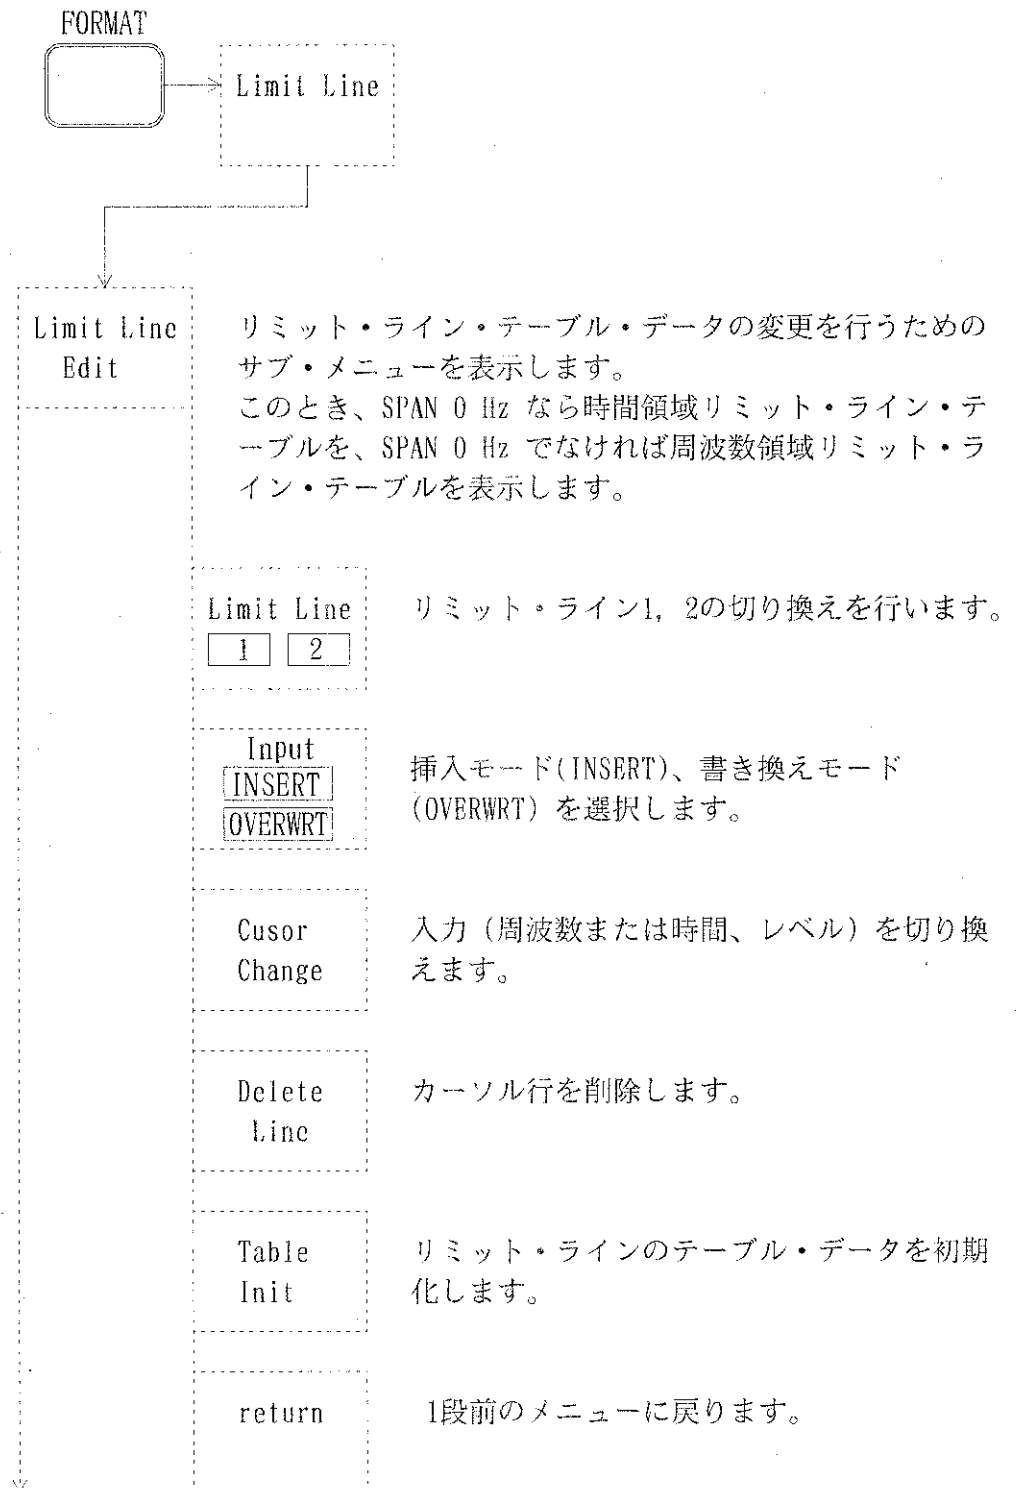 FORMAT
Limit Line
Limit Line
Edit
リミット・ライン・テーブル・データの変更を行うための
サブ・メニューを表示します。
このとき、SPAN 0 Hz なら時間領域リミット・ライン・テ
ーブルを、SPAN 0 Hz でなければ周波数領域リミット・ラ
イン・テーブルを表示します。
Limit Line
1 2
リミット・ライン1, 2の切り換えを行います。
Input
INSERT
OVERWRT
挿入モード(INSERT)、書き換えモード
(OVERWRT) を選択します。
Cusor
Change
入力（周波数または時間、レベル）を切り換
えます。
Delete
Line
カーソル行を削除します。
Table
Init
リミット・ラインのテーブル・データを初期
化します。
return
1段前のメニューに戻ります。